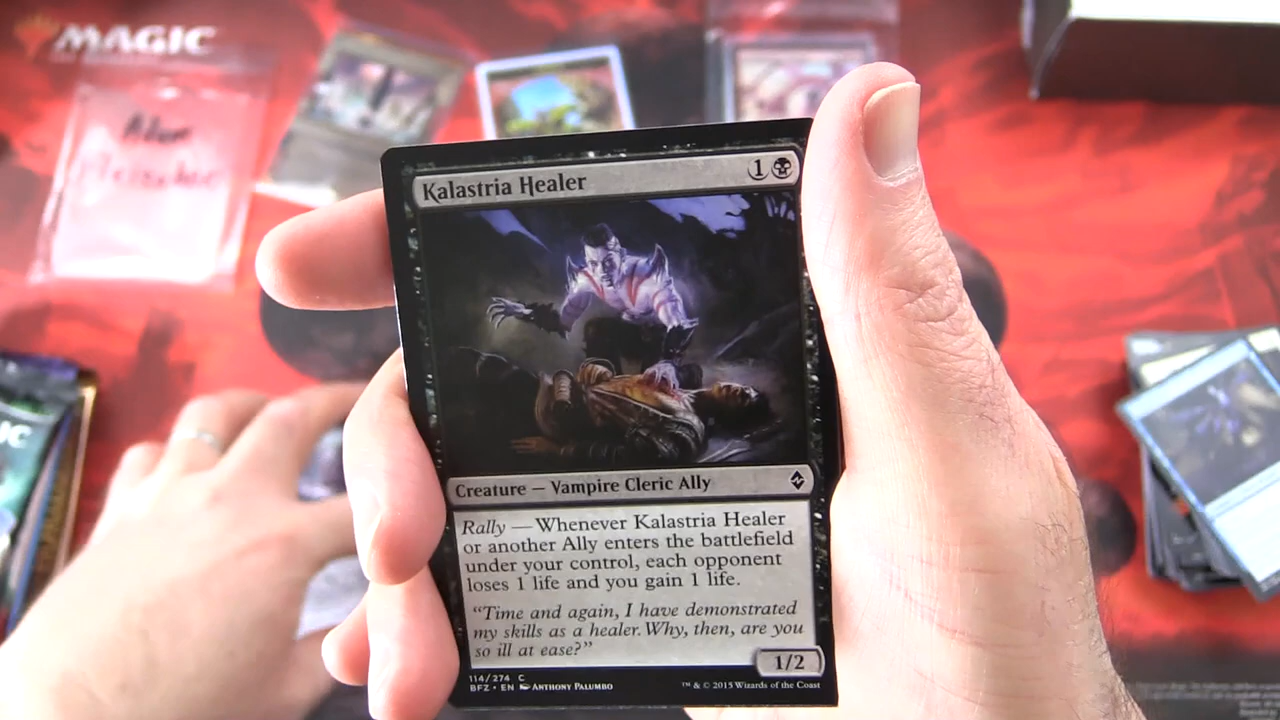 MAGIC
Kalastria Healer
1
Creature — Vampire Cleric Ally
Rally — Whenever Kalastria Healer
or another Ally enters the battlefield
under your control, each opponent
loses 1 life and you gain 1 life.
“Time and again, I have demonstrated
my skills as a healer. Why, then, are you
so ill at ease?”
1/2
114/274 C
BFZ • EN Anthony Palumbo
™ & © 2015 Wizards of the Coast